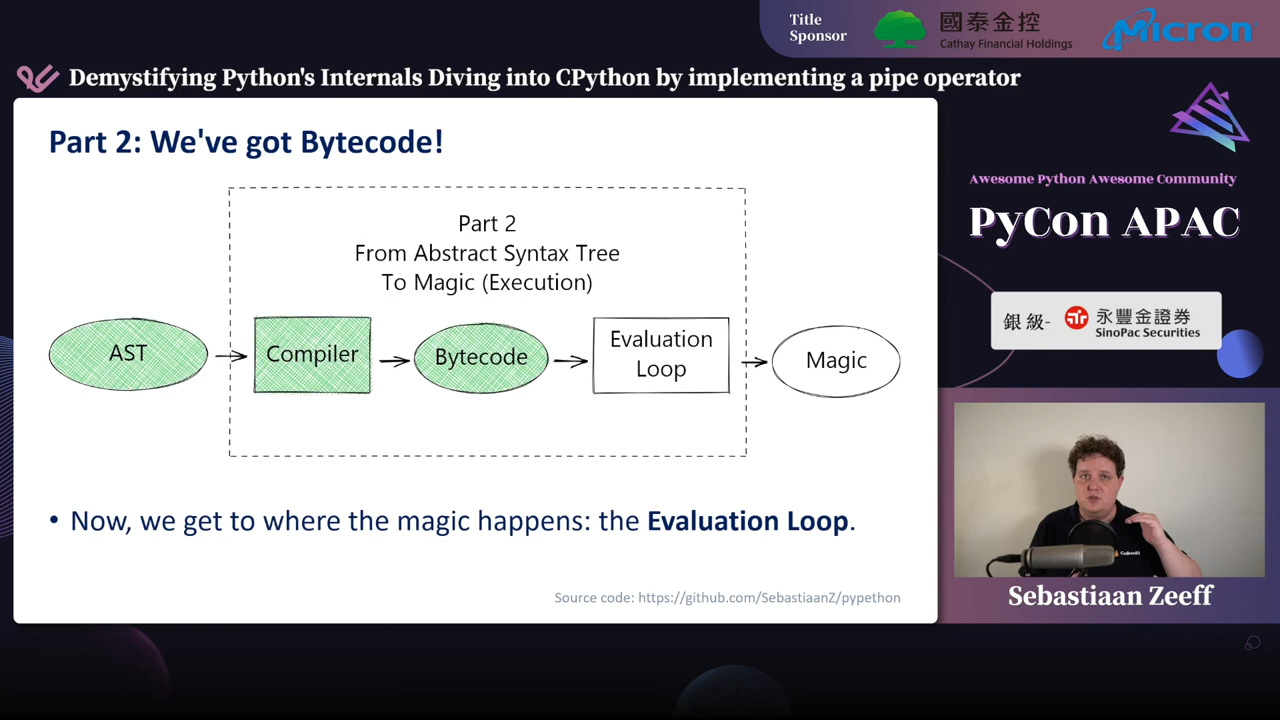 Title
Sponsor
國泰金控
Cathay Financial Holdings
Micron
Demystifying Python's Internals Diving into CPython by implementing a pipe operator
Part 2: We've got Bytecode!
Part 2
From Abstract Syntax Tree
To Magic (Execution)
AST
Compiler
Bytecode
Evaluation
Loop
Magic
• Now, we get to where the magic happens: the Evaluation Loop.
Source code: https://github.com/SebastiaanZ/pypethon
Awesome Python Awesome Community
PyCon APAC
銀級-
永豐金證券
SinoPac Securities
Codesmiths
Sebastiaan Zeeff